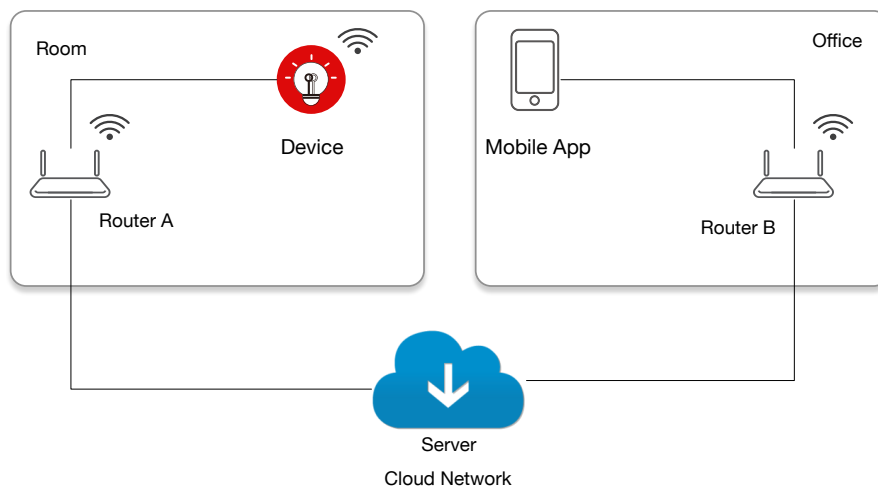 Room
Device
Router A
Office
Mobile App
Router B
Server
Cloud Network